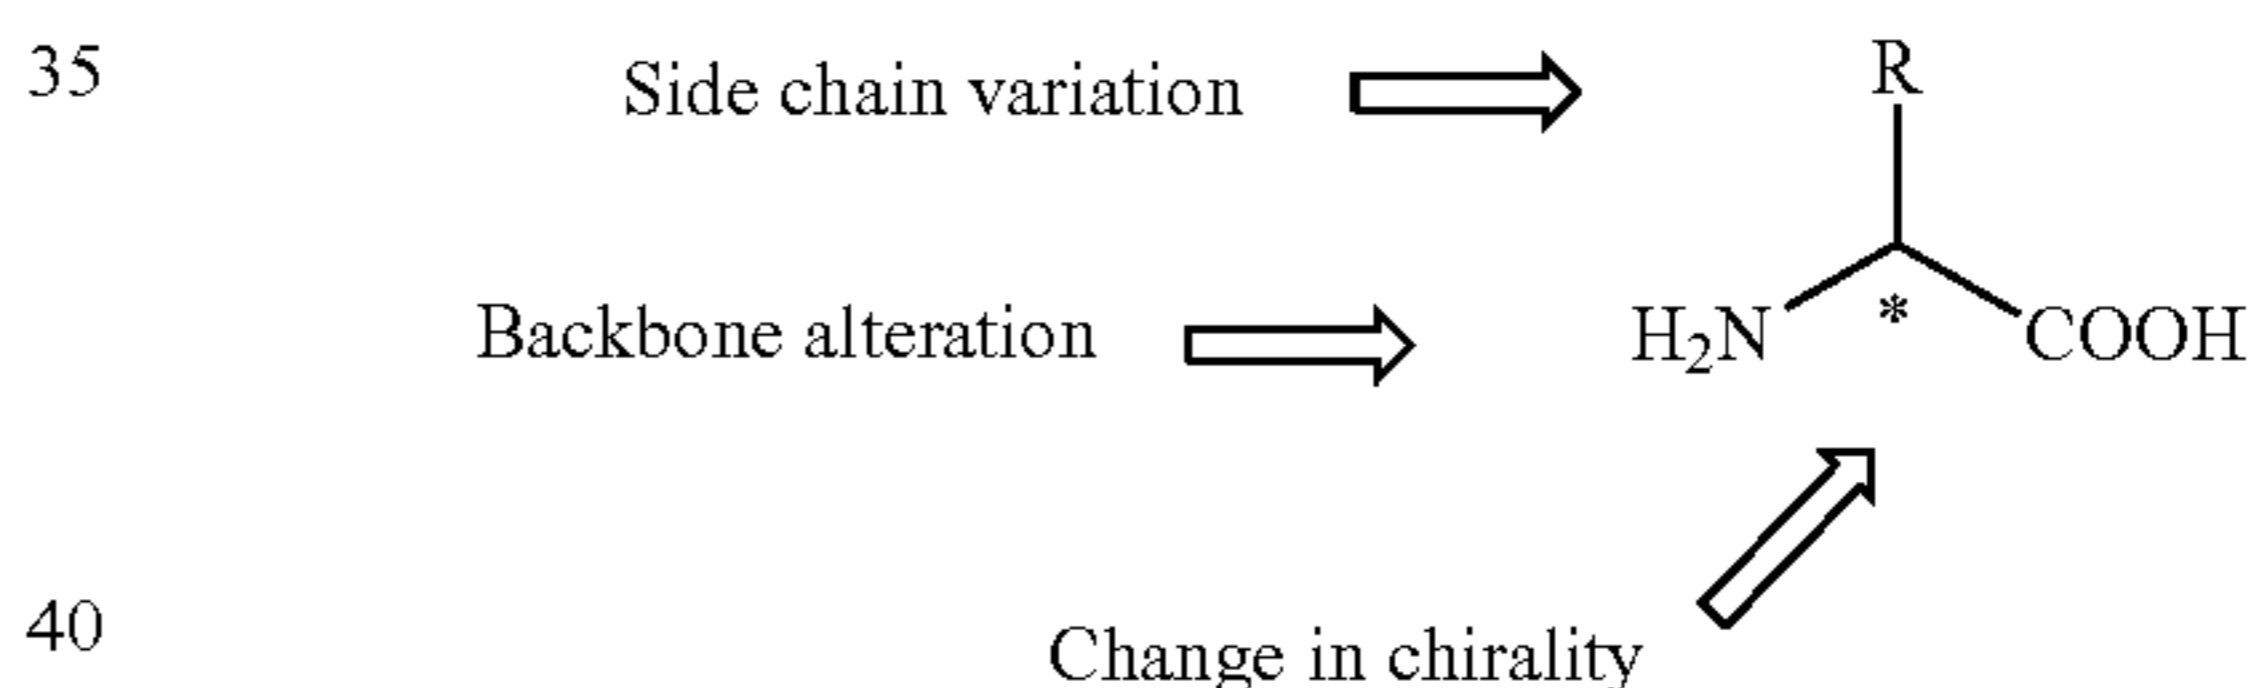 35 Side chain variation R
Backbone alteration H₂N * COOH
40 Change in chirality